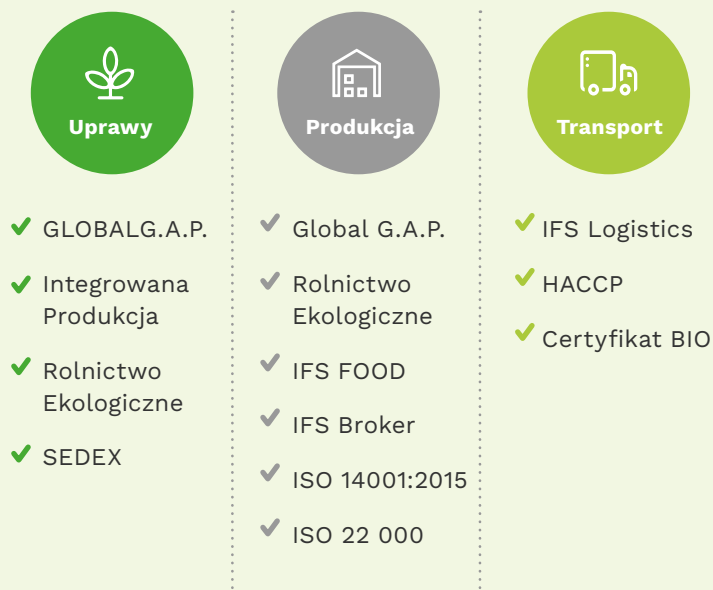 Uprawy
GLOBALG.A.P.
Integrowana
Produkcja
Rolnictwo
Ekologiczne
SEDEX
Produkcja
Global G.A.P.
Rolnictwo
Ekologiczne
IFS FOOD
IFS Broker
ISO 14001:2015
ISO 22 000
Transport
IFS Logistics
HACCP
Certyfikat BIO